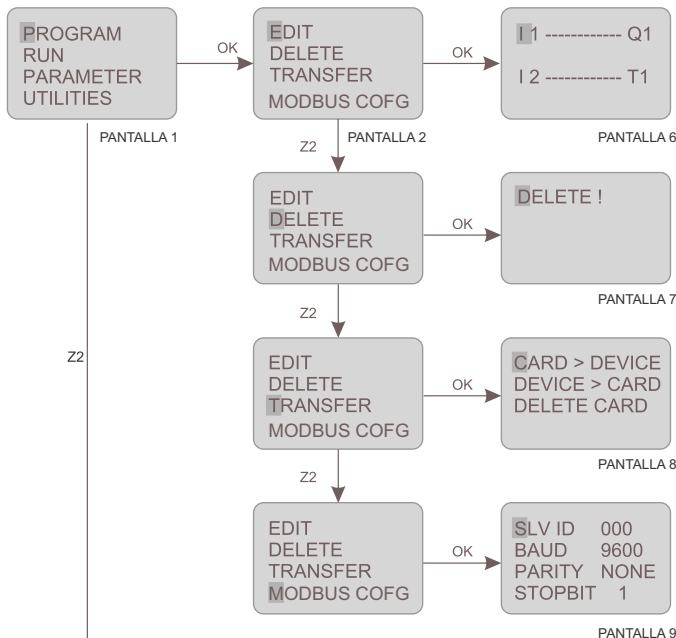 PROGRAM
RUN
PARAMETER
UTILITIES
PANTALLA 1
OK
EDIT
DELETE
TRANSFER
MODBUS COFG
PANTALLA 2
OK
I 1 ------------ Q1
I 2 ------------ T1
PANTALLA 6
Z2
EDIT
DELETE
TRANSFER
MODBUS COFG
OK
DELETE !
PANTALLA 7
Z2
Z2
EDIT
DELETE
TRANSFER
MODBUS COFG
OK
CARD > DEVICE
DEVICE > CARD
DELETE CARD
PANTALLA 8
Z2
EDIT
DELETE
TRANSFER
MODBUS COFG
OK
SLV ID 000
BAUD 9600
PARITY NONE
STOPBIT 1
PANTALLA 9